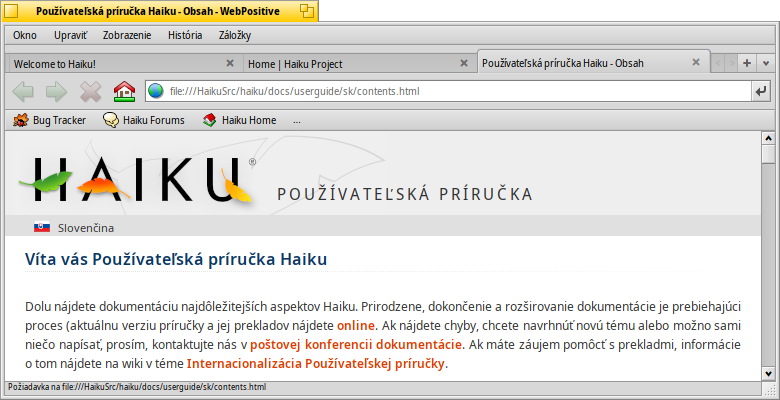 Používateľská príručka Haiku - Obsah - WebPositive
Okno Upraviť Zobrazenie História Záložky
Welcome to Haiku! Home | Haiku Project Používateľská príručka Haiku - Obsah
file:///HaikuSrc/haiku/docs/userguide/sk/contents.html
Bug Tracker Haiku Forums Haiku Home ...
HAIKU® POUŽÍVATEĽSKÁ PRÍRUČKA
Slovenčina
Víta vás Používateľská príručka Haiku
Dolu nájdete dokumentáciu najdôležitejších aspektov Haiku. Prirodzene, dokončenie a rozširovanie dokumentácie je prebiehajúci
proces (aktuálnu verziu príručky a jej prekladov nájdete online. Ak nájdete chyby, chcete navrhnúť novú tému alebo možno sami
niečo napísať, prosím, kontaktujte nás v poštovej konferencii dokumentácie. Ak máte záujem pomôcť s prekladmi, informácie
o tom nájdete na wiki v téme Internacionalizácia Používateľskej príručky.
Požiadavka na file:///HaikuSrc/haiku/docs/userguide/sk/contents.html